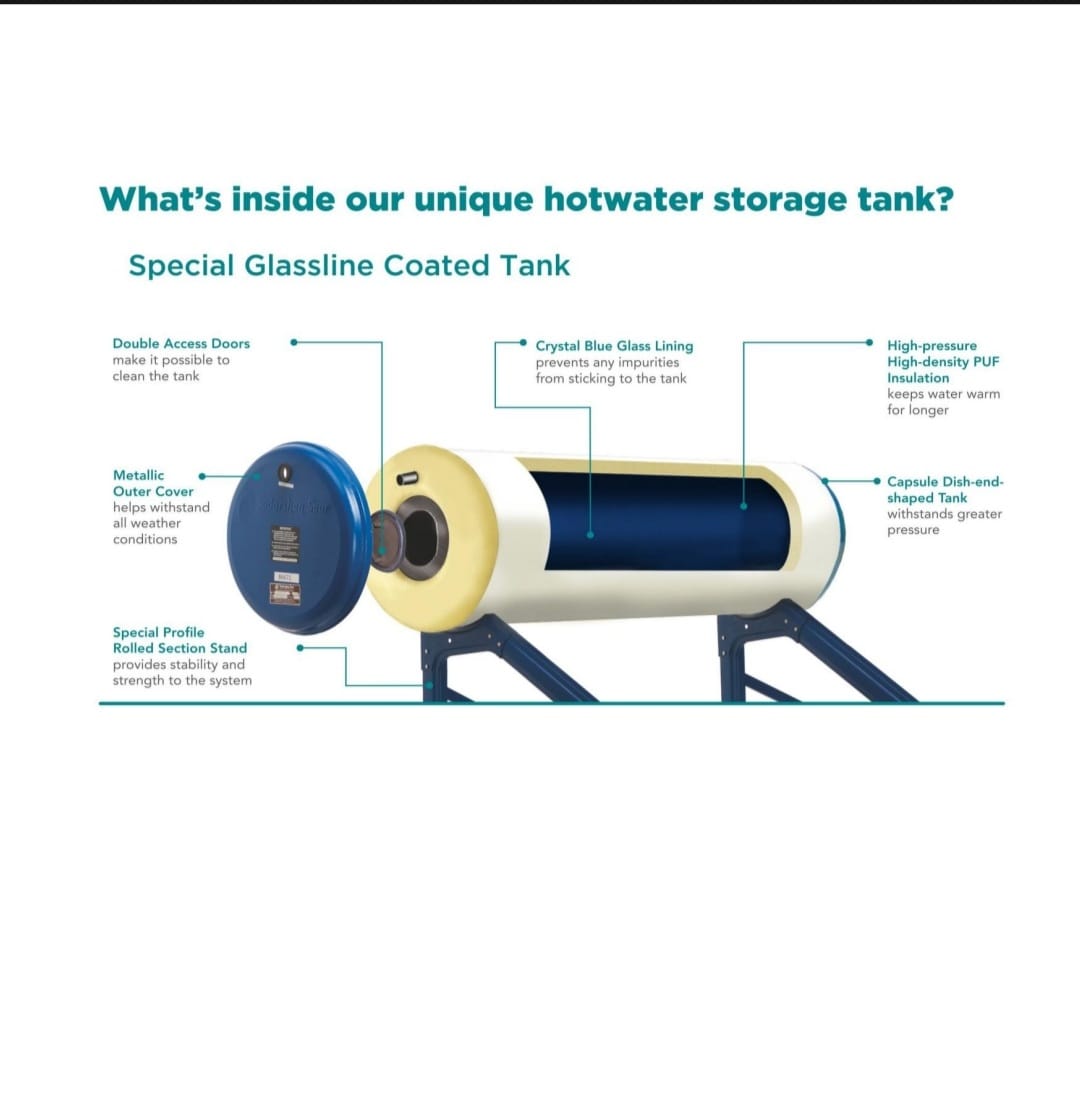 What's inside our unique hotwater storage tank?
Special Glassline Coated Tank
Double Access Doors
make it possible to
clean the tank
Crystal Blue Glass Lining
prevents any impurities
from sticking to the tank
High-pressure
High-density PUF
Insulation
keeps water warm
for longer
Metallic
Outer Cover
helps withstand
all weather
conditions
Capsule Dish-end-
shaped Tank
withstands greater
pressure
Special Profile
Rolled Section Stand
provides stability and
strength to the system